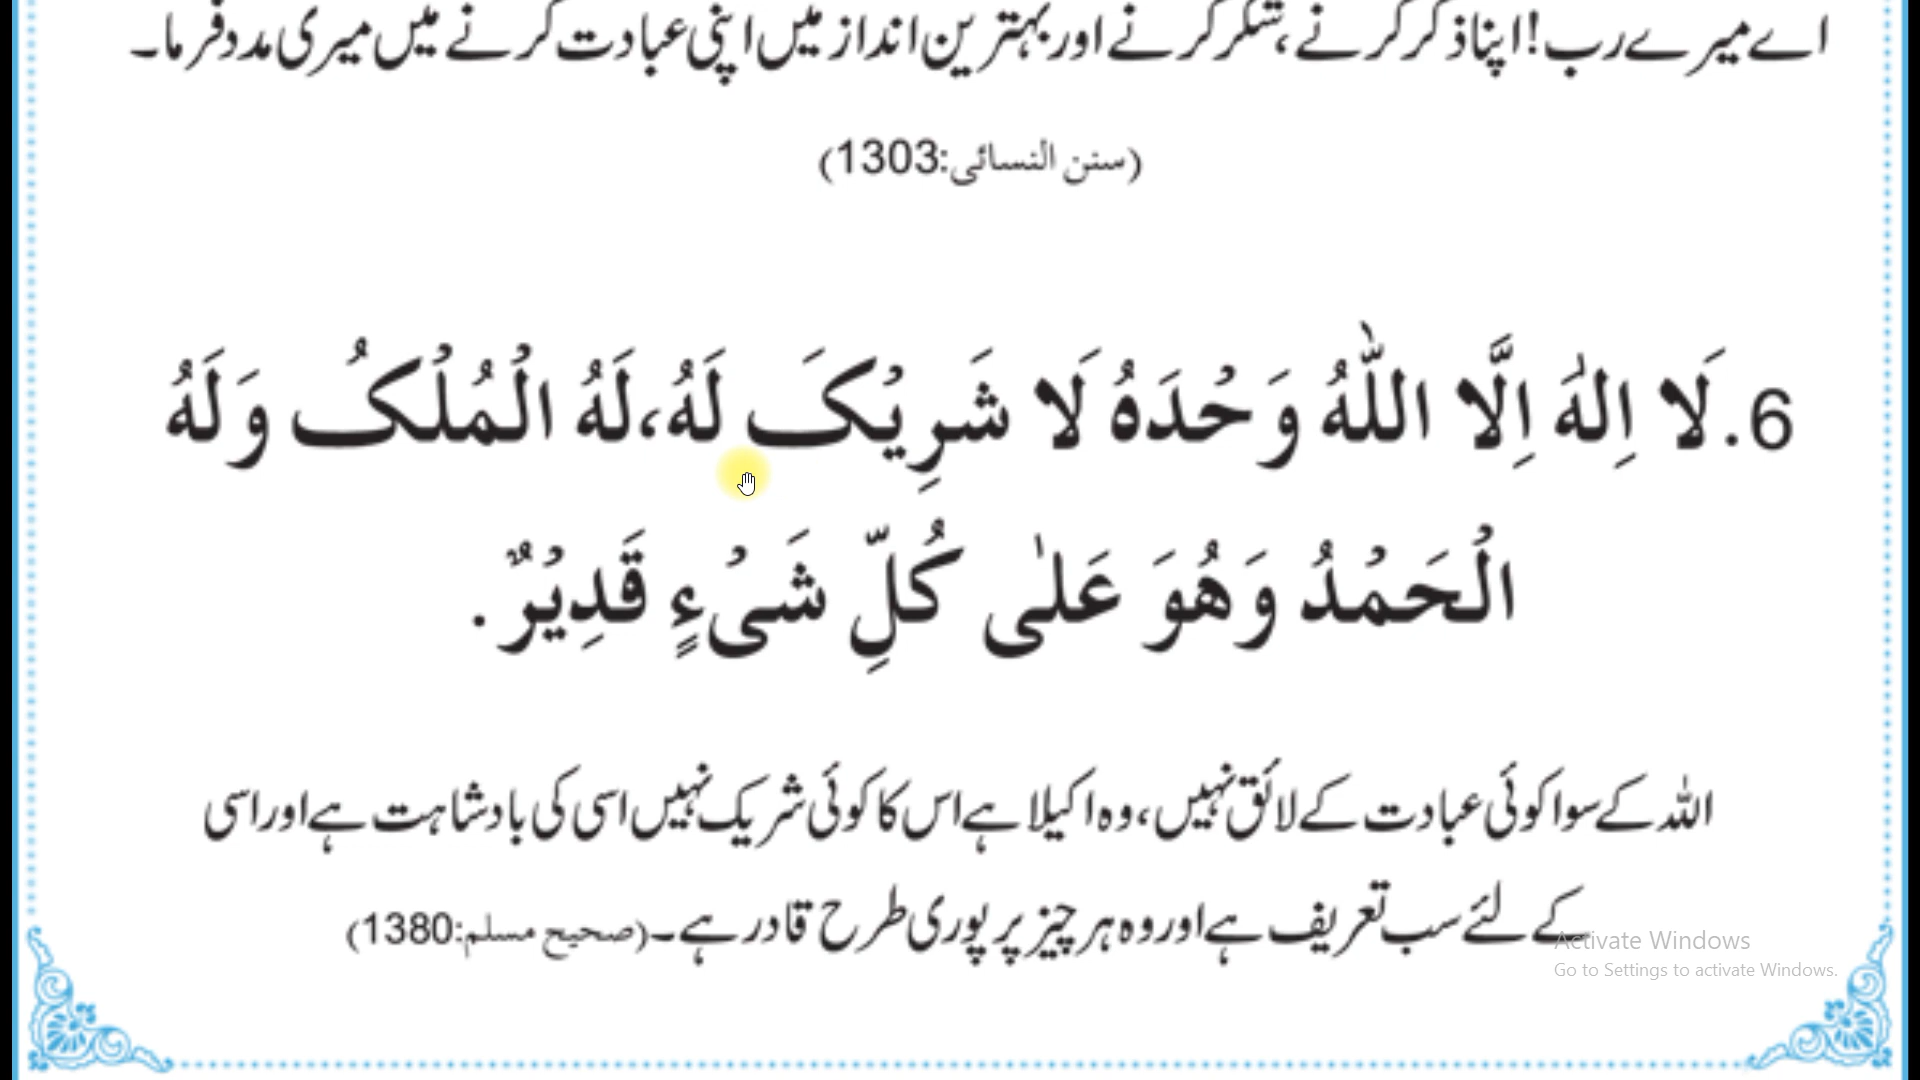 اے میرے رب! اپنا ذکر کرنے، شکر کرنے اور بہترین انداز میں اپنی عبادت کرنے میں میری مدد فرما۔
(سنن النسائی:1303)
6.لَا اِلٰهَ اِلَّا اللّٰهُ وَحْدَهُ لَا شَرِيْکَ لَهُ،لَهُ الْمُلْکُ وَلَهُ
الْحَمْدُ وَهُوَ عَلٰی کُلِّ شَیْءٍ قَدِيْرٌ.
اللہ کے سوا کوئی عبادت کے لائق نہیں، وہ اکیلا ہے اس کا کوئی شریک نہیں اسی کی بادشاہت ہے اور اسی
کے لئے سب تعریف ہے اور وہ ہر چیز پر پوری طرح قادر ہے۔(صحیح مسلم:1380)
Activate Windows
Go to Settings to activate Windows.